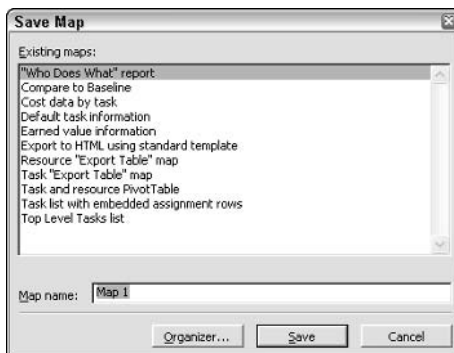 Save Map
Existing maps:
"Who Does What" report
Compare to Baseline
Cost data by task
Default task information
Earned value information
Export to HTML using standard template
Resource "Export Table" map
Task "Export Table" map
Task and resource PivotTable
Task list with embedded assignment rows
Top Level Tasks list
Map name: Map 1
Organizer... Save Cancel